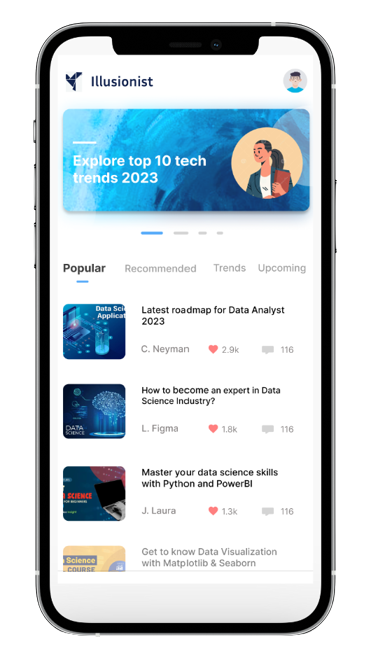 Illusionist
Explore top 10 tech
trends 2023
Popular
Recommended
Trends
Upcoming
Data Scie
Applicat
Latest roadmap for Data Analyst
2023
C. Neyman
2.9k
116
DATA
SCIENCE
How to become an expert in Data
Science Industry?
L. Figma
1.8k
116
SCIENCE
Master your data science skills
with Python and PowerBI
J. Laura
1.3k
116
Science
COURSE
Get to know Data Visualization
with Matplotlib & Seaborn